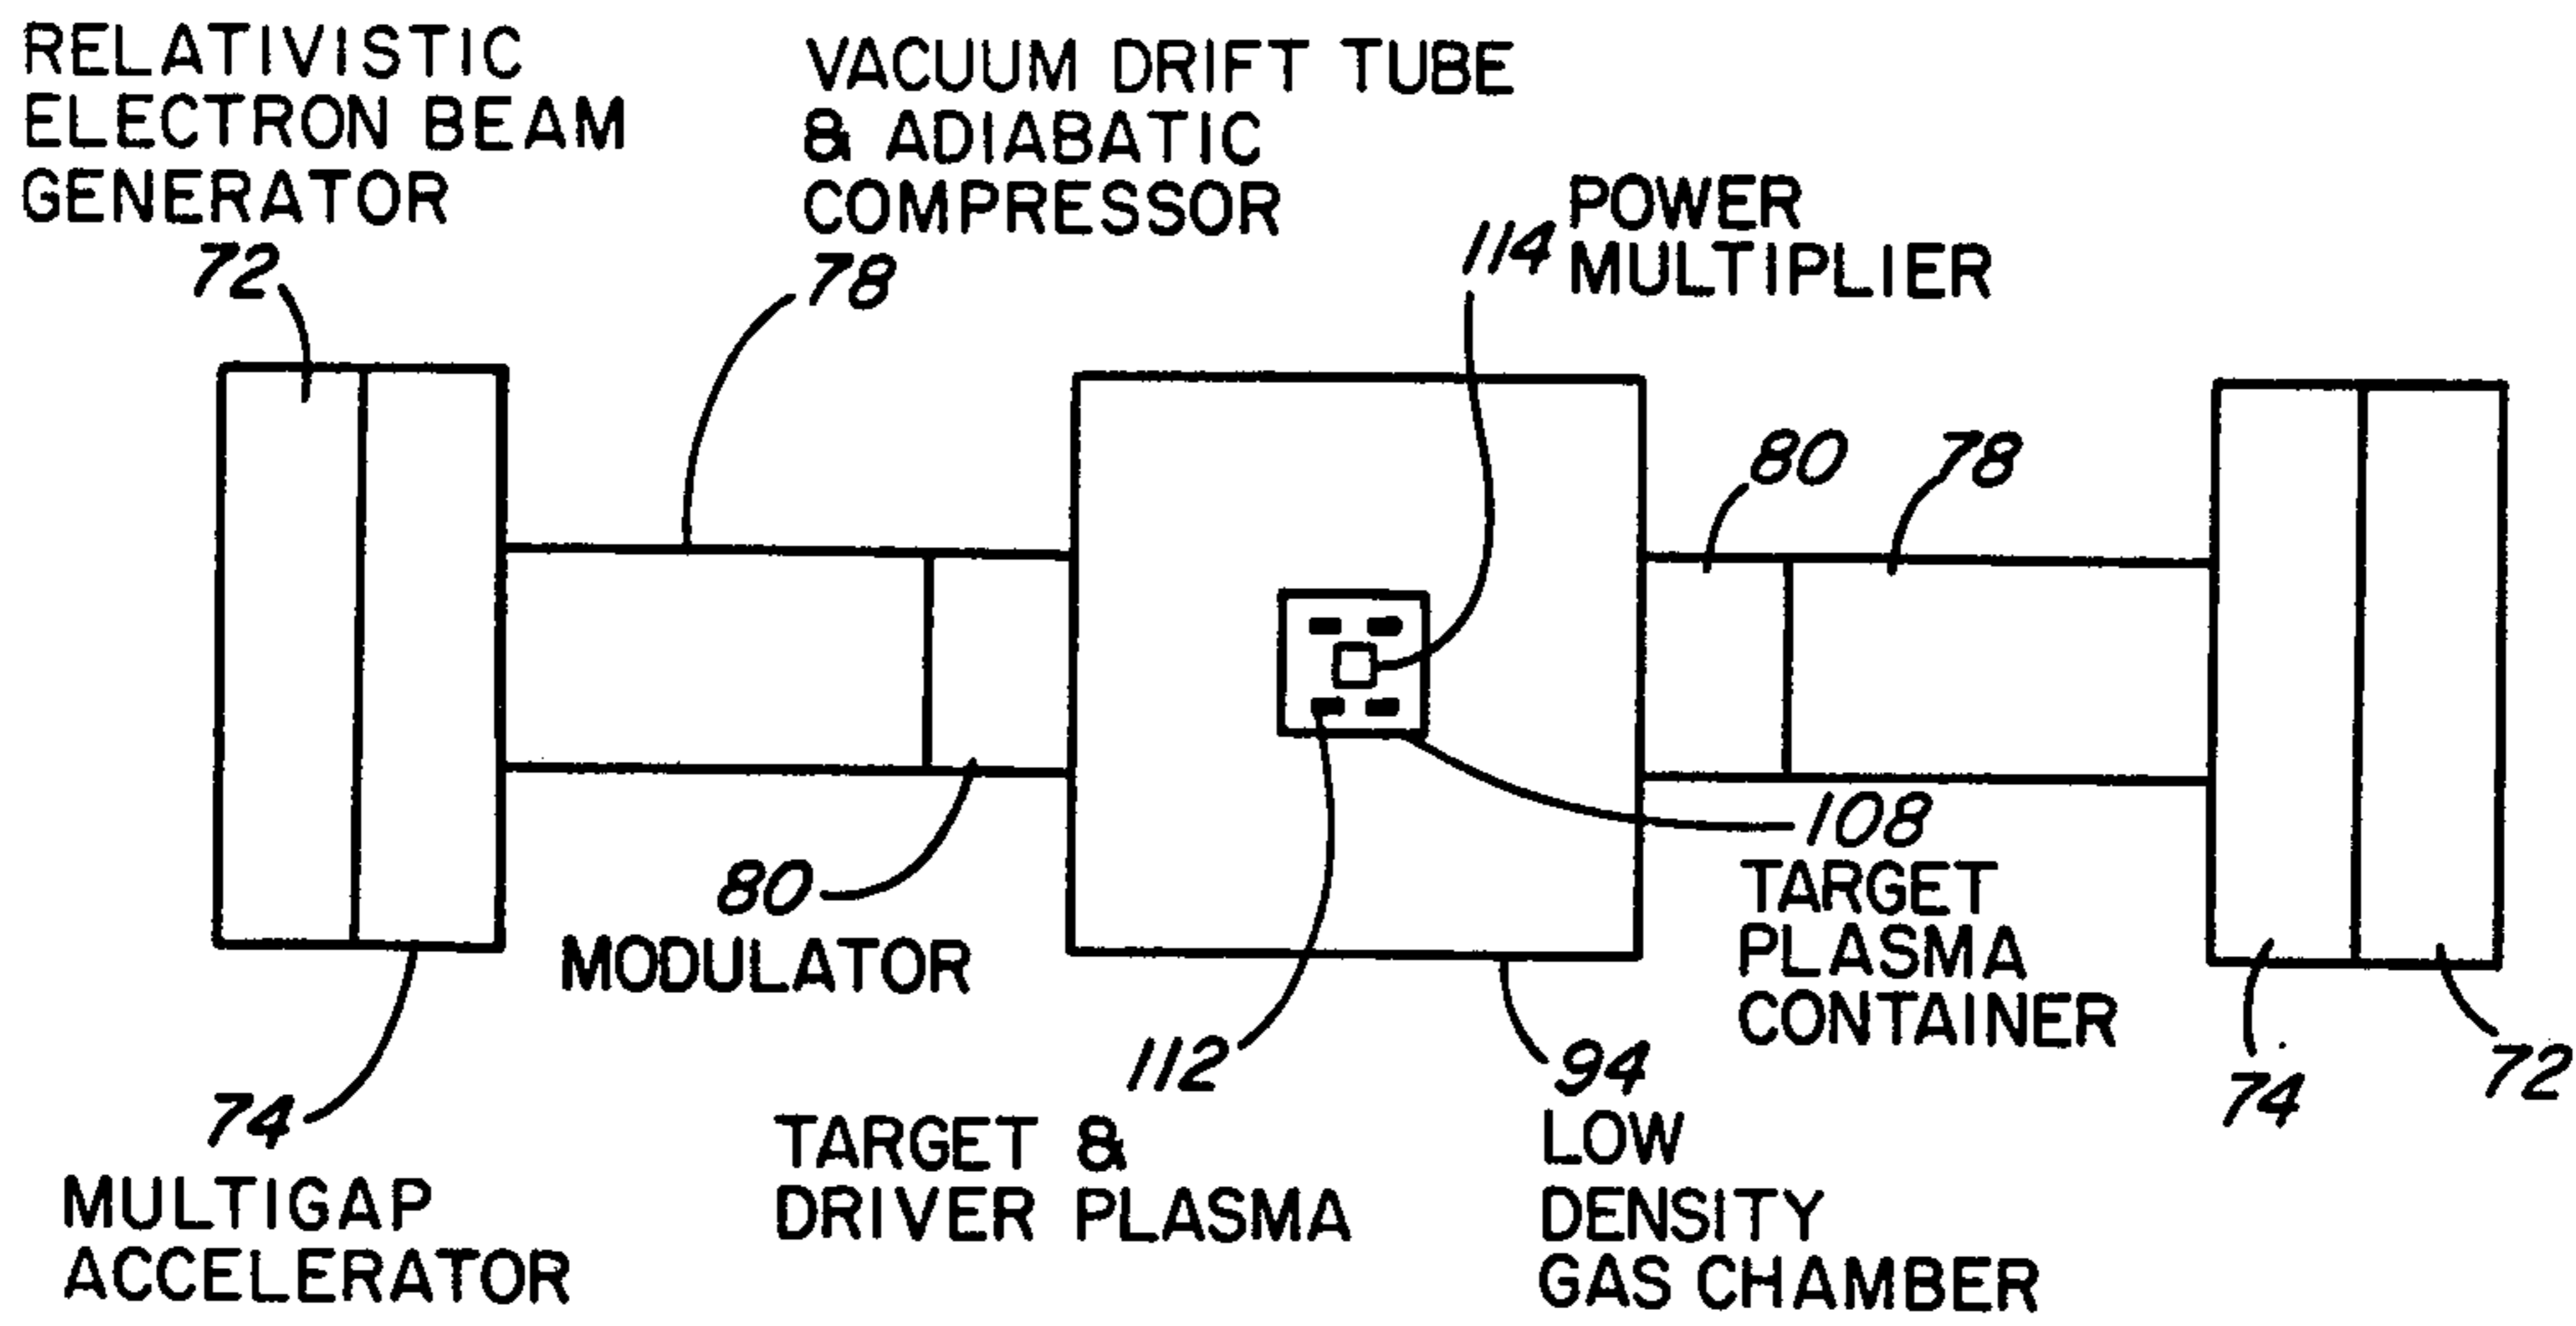 RELATIVISTIC
ELECTRON BEAM
GENERATOR
72
VACUUM DRIFT TUBE
& ADIABATIC
COMPRESSOR
78
114
POWER
MULTIPLIER
80
78
80
MODULATOR
74
MULTIGAP
ACCELERATOR
112
TARGET &
DRIVER PLASMA
94
LOW
DENSITY
GAS CHAMBER
108
TARGET
PLASMA
CONTAINER
74
72